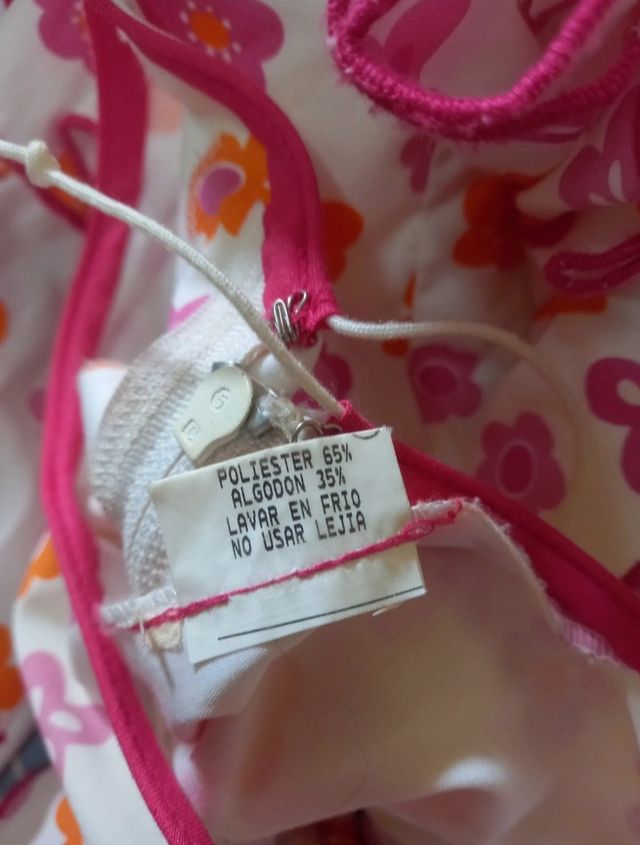 POLIESTER 65%
ALGODON 35%
LAVAR EN FRIO
NO USAR LEJIA